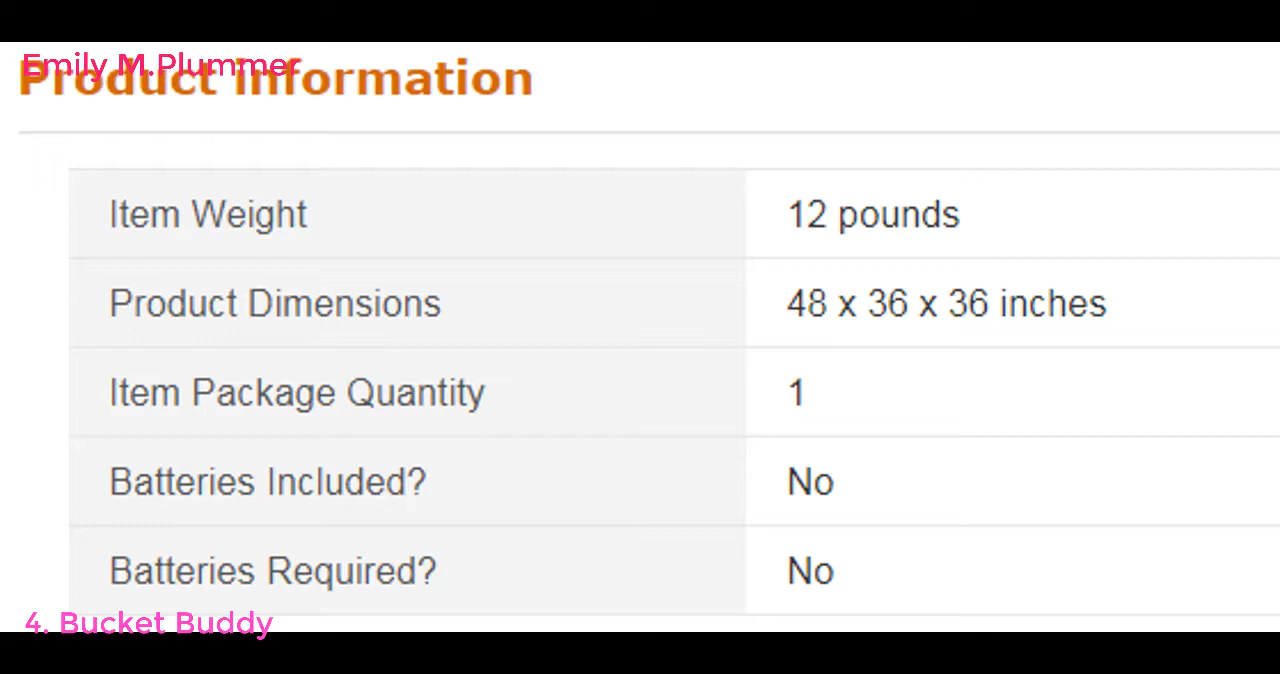 Emily M.Plummer
Product information
Item Weight 12 pounds
Product Dimensions 48 x 36 x 36 inches
Item Package Quantity 1
Batteries Included? No
Batteries Required? No
4. Bucket Buddy